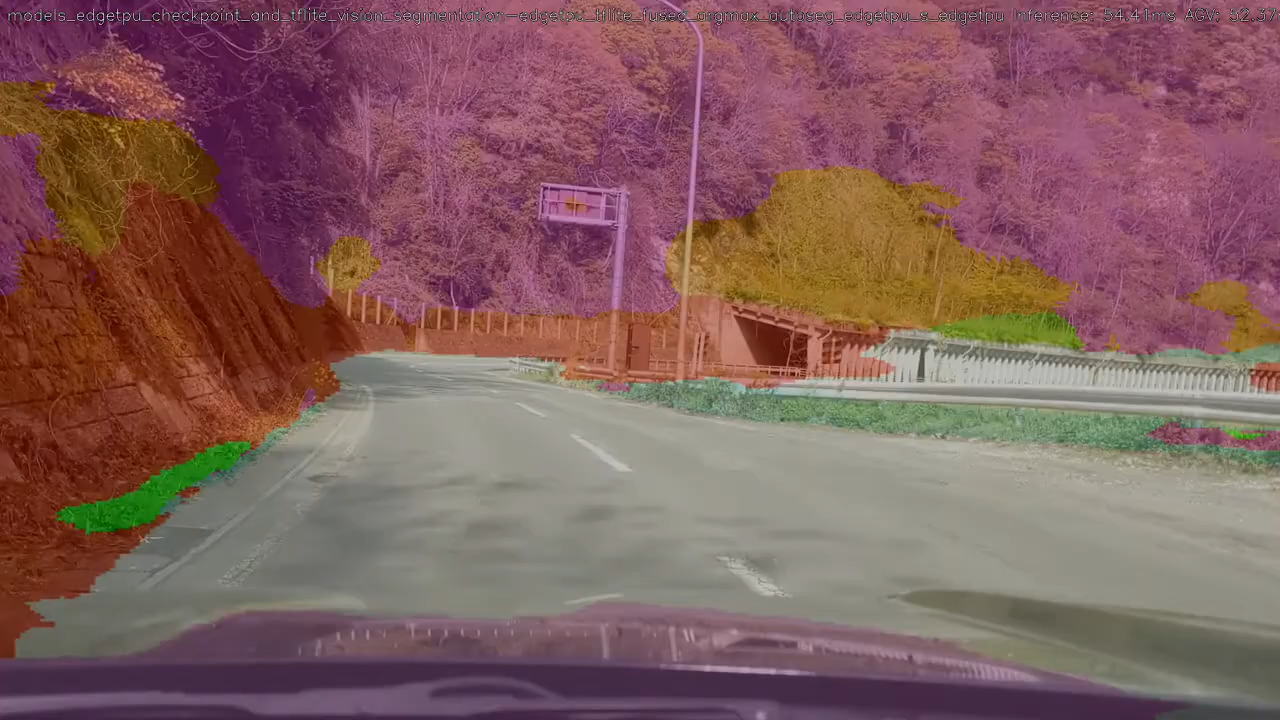 models_edgetpu_checkpoint_and_tflite_vision_segmentation-edgetpu_tflite_fused_argmax_autoseg_edgetpu_s_edgetpu Inference: 54.41ms AGV: 52.37